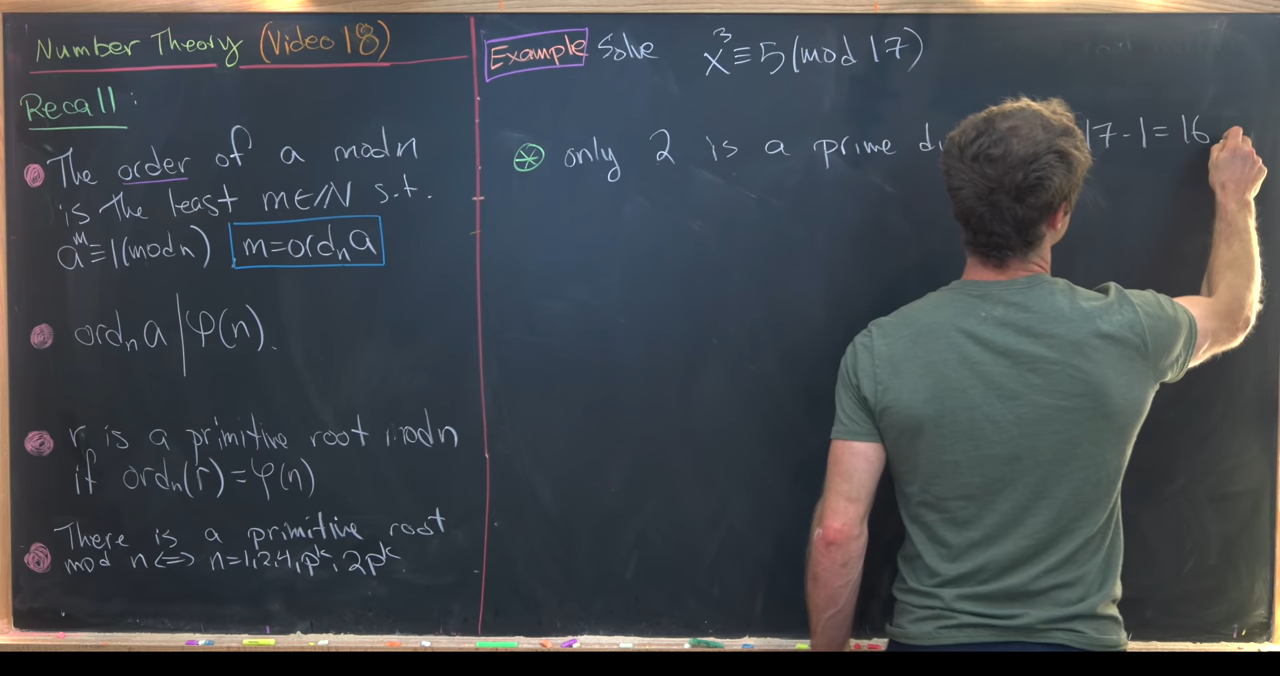 Number Theory (Video 18)
Recall:
The order of a mod n
is the least m∈ℕ s.t.
a^m≡1(mod n) m=ord_n a
ord_n a | φ(n).
r is a primitive root mod n
if ord_n(r)=φ(n)
There is a primitive root
mod n ⟺ n=1,2,4,p^k,2p^k.
Example Solve x^3≡5(mod 17)
⊛ only 2 is a prime 17-1=16